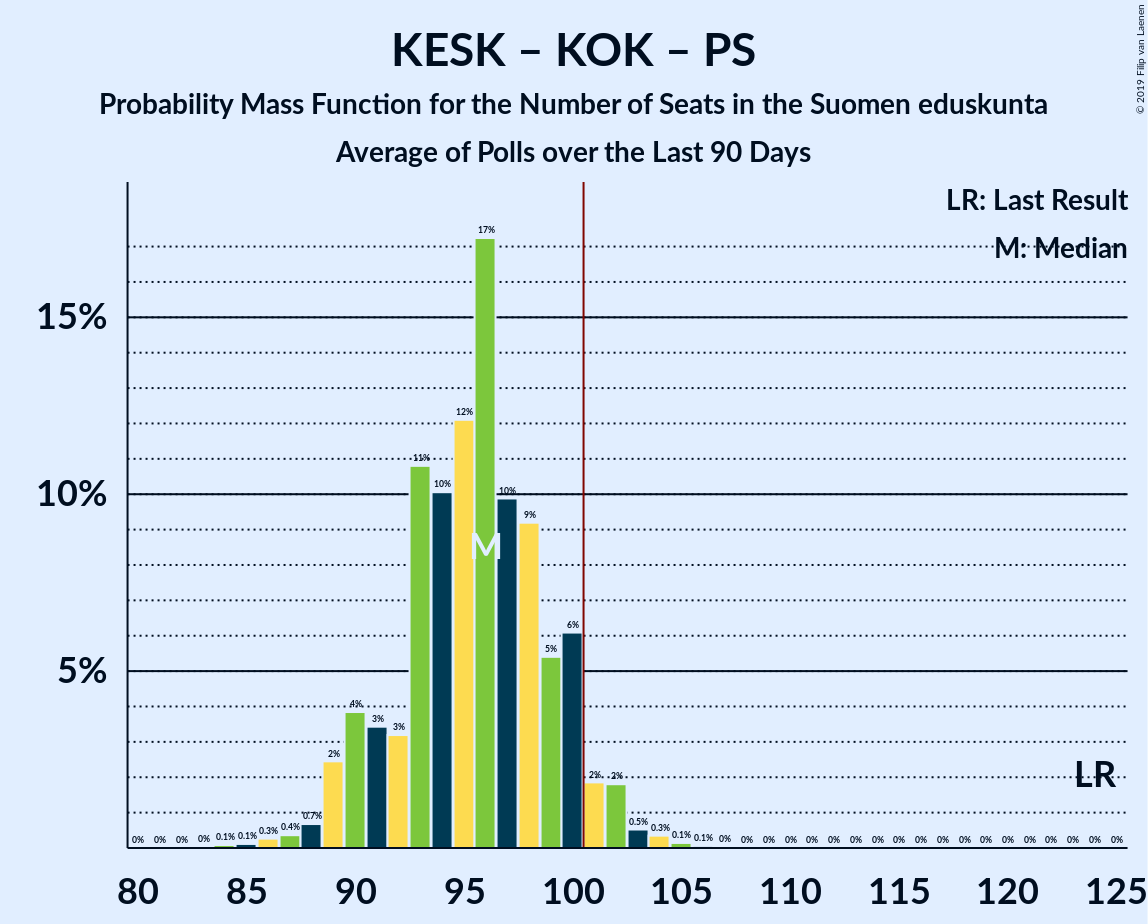 KESK – KOK – PS
Probability Mass Function for the Number of Seats in the Suomen eduskunta
Average of Polls over the Last 90 Days
© 2019 Filip van Laenen
LR: Last Result
M: Median
15%
10%
5%
0% 0% 0% 0% 0.1% 0.1% 0.3% 0.4% 0.7% 2% 4% 3% 3% 11% 10% 12% 17% 10% 9% 5% 6% 2% 2% 0.5% 0.3% 0.1% 0.1% 0% 0% 0% 0% 0% 0% 0% 0% 0% 0% 0% 0% 0% 0% 0% 0% 0% 0% 0%
M
LR
80 85 90 95 100 105 110 115 120 125